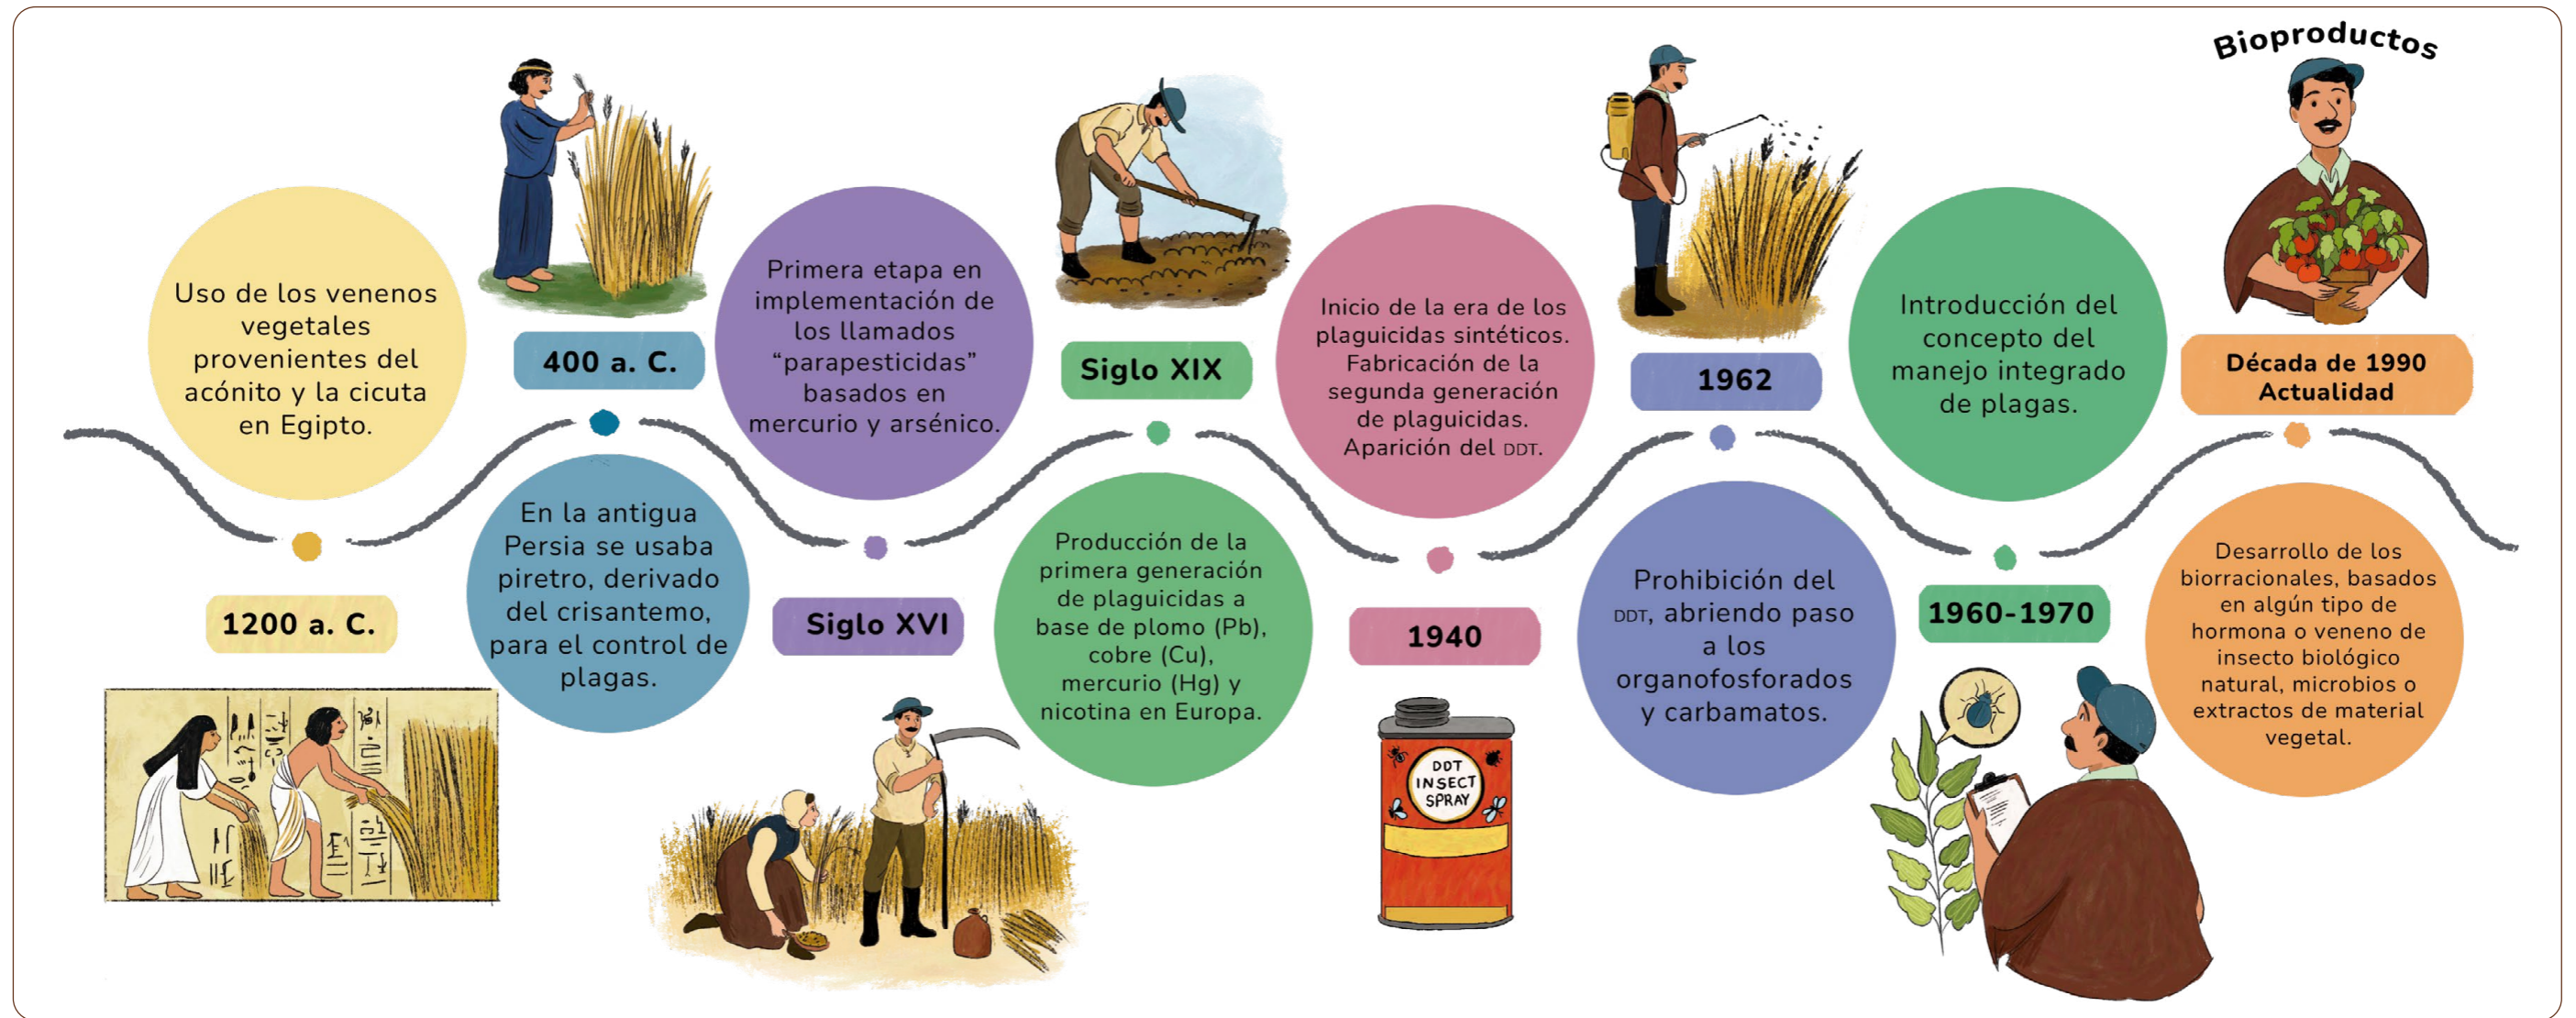 Uso de los venenos
vegetales
provenientes del
acónito y la cicuta
en Egipto.
1200 a. C.
400 a. C.
En la antigua
Persia se usaba
piretro, derivado
del crisantemo,
para el control de
plagas.
Primera etapa en
implementación de
los llamados
“parapesticidas”
basados en
mercurio y arsénico.
Siglo XVI
Siglo XIX
Producción de la
primera generación
de plaguicidas a
base de plomo (Pb),
cobre (Cu),
mercurio (Hg) y
nicotina en Europa.
Inicio de la era de los
plaguicidas sintéticos.
Fabricación de la
segunda generación
de plaguicidas.
Aparición del DDT.
1940
DDT
INSECT
SPRAY
1962
Prohibición del
DDT, abriendo paso
a los
organofosforados
y carbamatos.
Introducción del
concepto del
manejo integrado
de plagas.
1960-1970
Bioproductos
Década de 1990
Actualidad
Desarrollo de los
biorracionales, basados
en algún tipo de
hormona o veneno de
insecto biológico
natural, microbios o
extractos de material
vegetal.